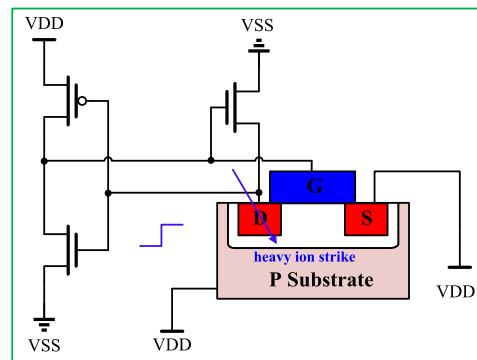 VDD
VSS
G
D
S
heavy ion strike
P Substrate
VDD
VSS
VDD